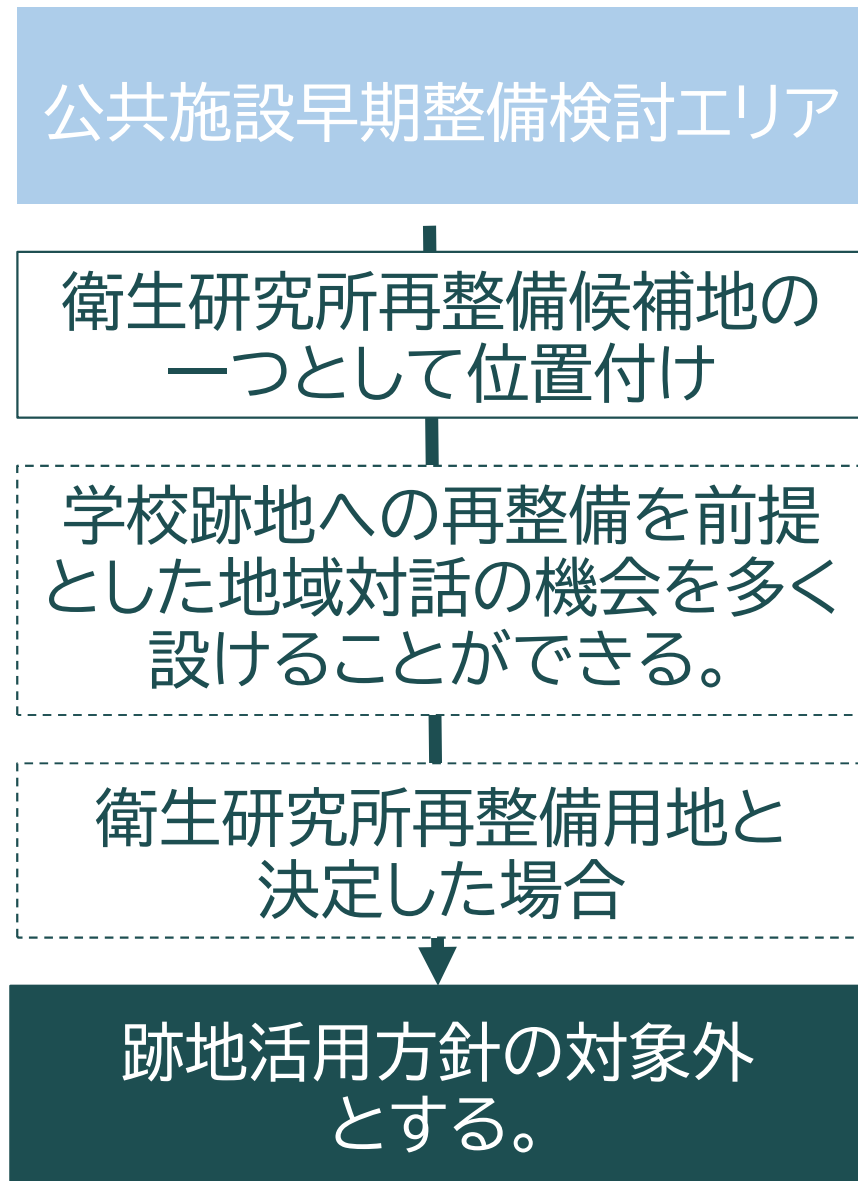 公共施設早期整備検討エリア
衛生研究所再整備候補地の
一つとして位置付け
学校跡地への再整備を前提
とした地域対話の機会を多く
設けることができる。
衛生研究所再整備用地と
決定した場合
跡地活用方針の対象外
とする。